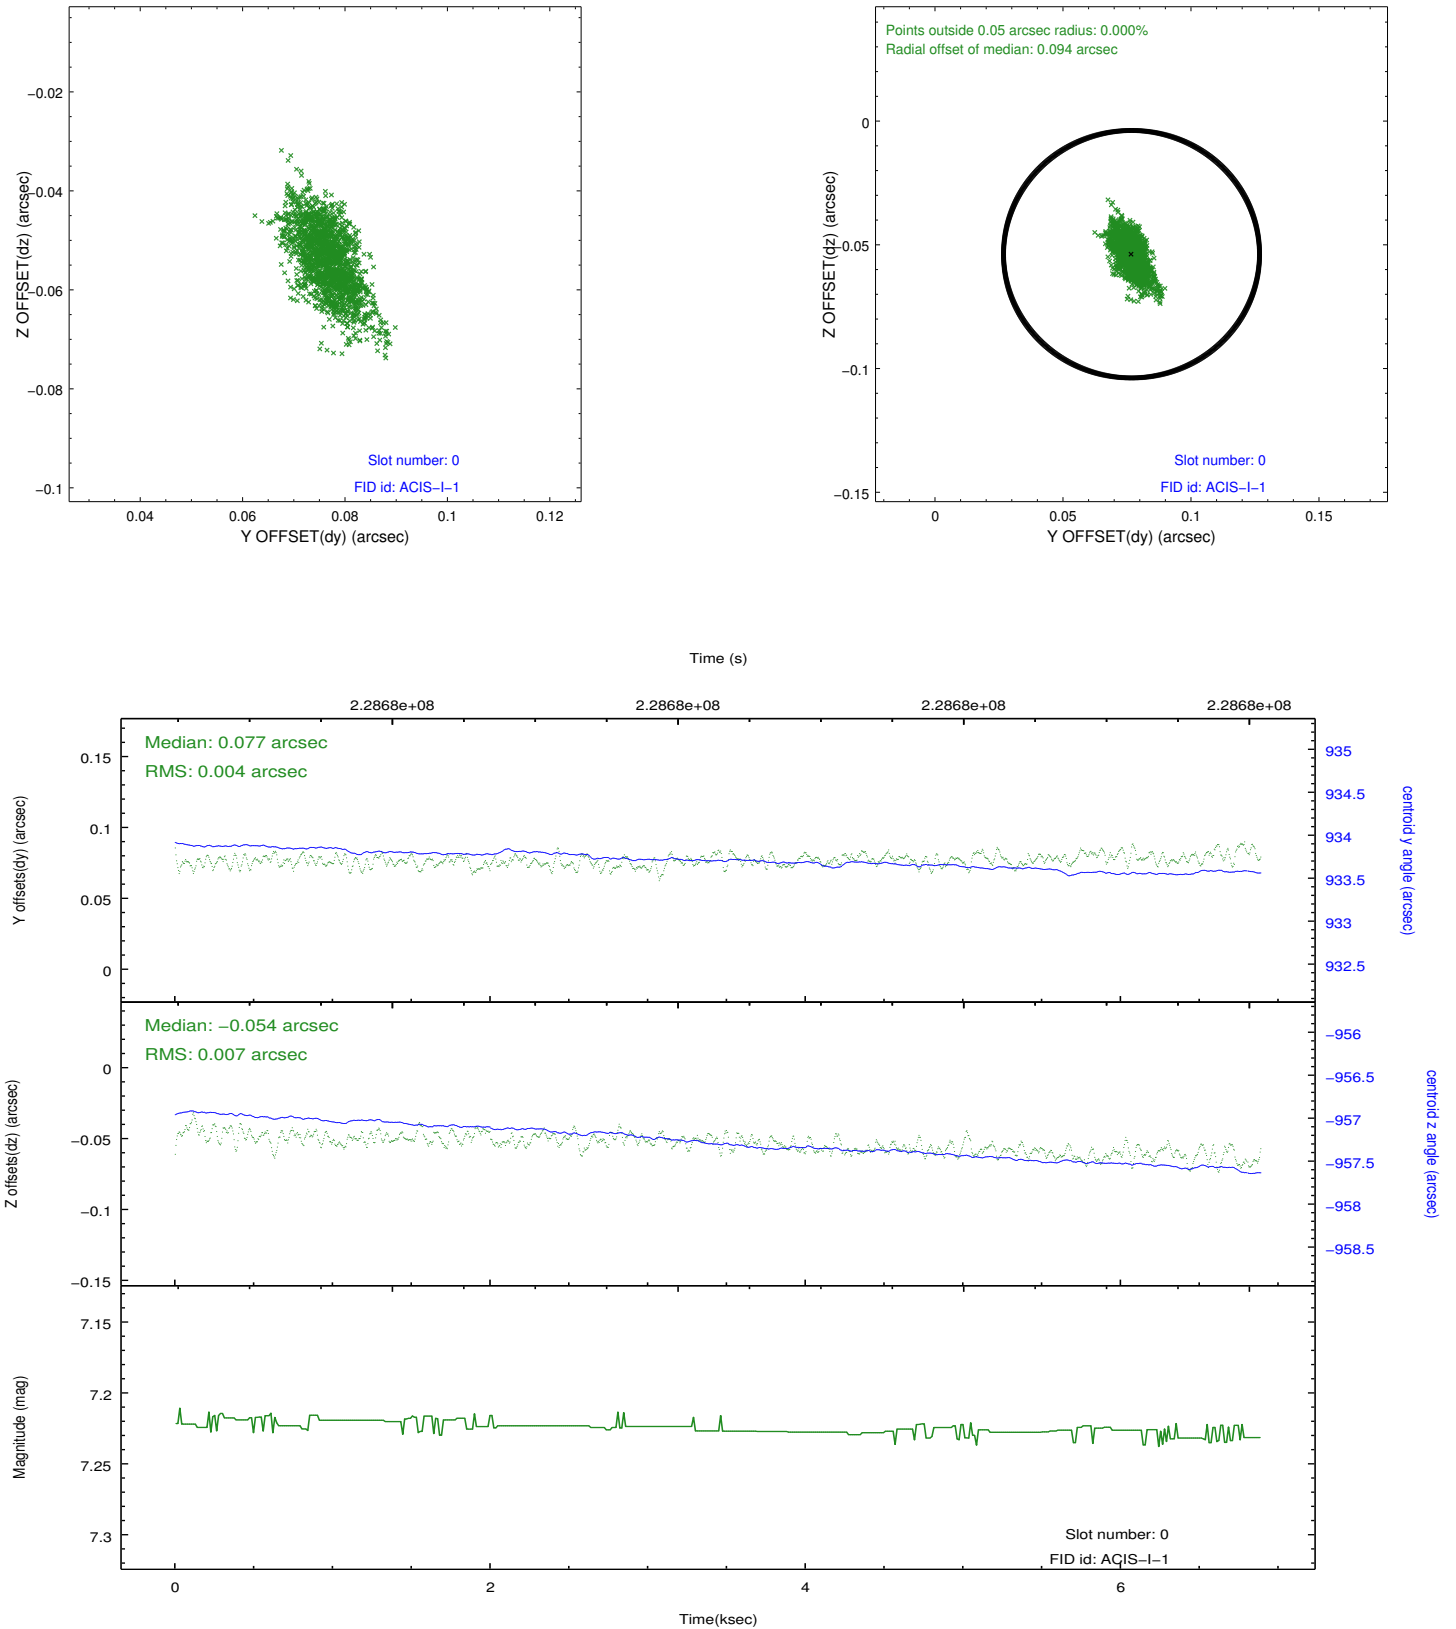 −0.02
−0.04
−0.06
−0.08
−0.1
Z OFFSET(dz) (arcsec)
Slot number: 0
FID id: ACIS−I−1
0.04
0.06
0.08
0.1
0.12
Y OFFSET(dy) (arcsec)
Points outside 0.05 arcsec radius: 0.000%
Radial offset of median: 0.094 arcsec
0
−0.05
−0.1
−0.15
Z OFFSET(dz) (arcsec)
Slot number: 0
FID id: ACIS−I−1
0
0.05
0.1
0.15
Y OFFSET(dy) (arcsec)
Time (s)
2.2868e+08
2.2868e+08
2.2868e+08
2.2868e+08
Median: 0.077 arcsec
RMS: 0.004 arcsec
0.15
0.1
0.05
0
Y offsets(dy) (arcsec)
935
934.5
934
933.5
933
932.5
centroid y angle (arcsec)
Median: −0.054 arcsec
RMS: 0.007 arcsec
0
−0.05
−0.1
−0.15
Z offsets(dz) (arcsec)
−956
−956.5
−957
−957.5
−958
−958.5
centroid z angle (arcsec)
7.15
7.2
7.25
7.3
Magnitude (mag)
Slot number: 0
FID id: ACIS−I−1
0
2
4
6
Time(ksec)